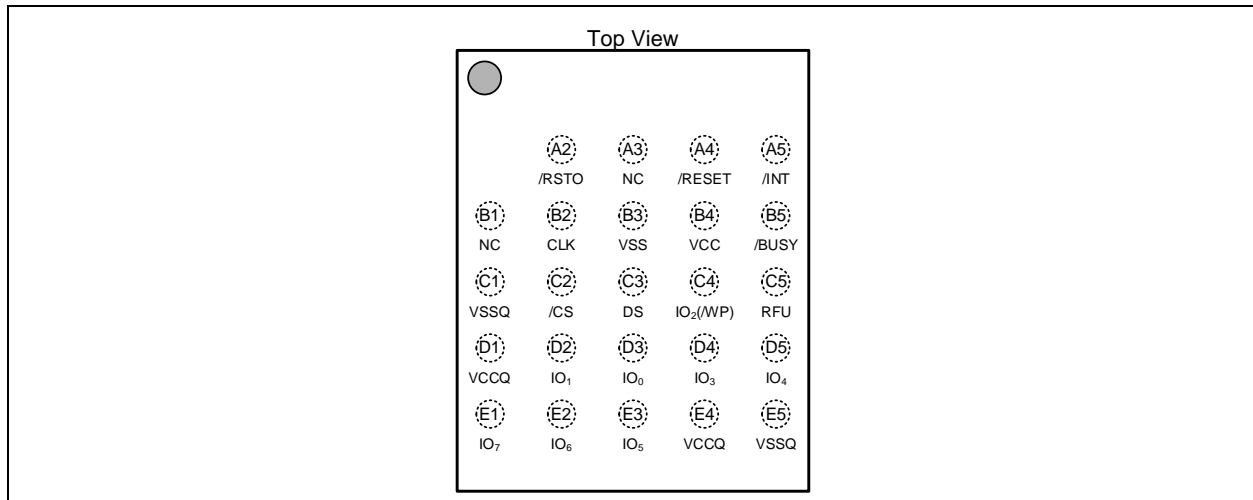 Top View
A2 A3 A4 A5
/RSTO NC /RESET /INT
B1 B2 B3 B4 B5
NC CLK VSS VCC /BUSY
C1 C2 C3 C4 C5
VSSQ /CS DS IO₂(/WP) RFU
D1 D2 D3 D4 D5
VCCQ IO₁ IO₀ IO₃ IO₄
E1 E2 E3 E4 E5
IO₇ IO₆ IO₅ VCCQ VSSQ